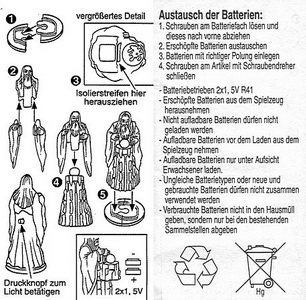 vergrößertes Detail
1
2
3
Isolierstreifen hier
herausziehen
4
5
Druckknopf zum
Licht betätigen
2x1, 5V
Austausch der Batterien:
1. Schrauben am Batteriefach lösen und
dieses nach vorne abziehen
2. Erschöpfte Batterien austauschen
3. Batterien mit richtiger Polung einlegen
4. Schrauben am Artikel mit Schraubendreher
schließen
- Batteriebetrieben 2x1, 5V R41
- Erschöpfte Batterien aus dem Spielzeug
herausnehmen
- Nicht aufladbare Batterien dürfen nicht
geladen werden
- Aufladbare Batterien vor dem Laden aus dem
Spielzeug nehmen
- Aufladbare Batterien nur unter Aufsicht
Erwachsener laden.
- Ungleiche Batterietypen oder neue und
gebrauchte Batterien dürfen nicht zusammen
verwendet werden
- Verbrauchte Batterien nicht in den Hausmüll
geben, sondern nur bei den bestehenden
Sammelstellen abgeben
Hg